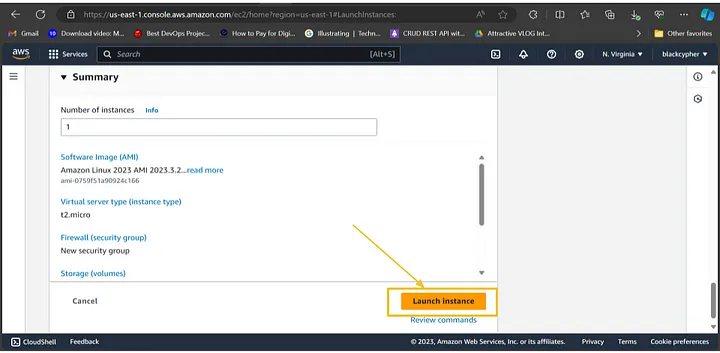 https://us-east-1.console.aws.amazon.com/ec2/home?region=us-east-1#LaunchInstances:
Gmail
10 Download video: M...
Best DevOps Projec...
How to Pay for Digi...
Illustrating | Techn...
CRUD REST API wit...
Attractive VLOG Int...
Other favorites
aws
Services
Search
[Alt+S]
N. Virginia
blackcypher
Summary
Number of instances Info
1
Software Image (AMI)
Amazon Linux 2023 AMI 2023.3.2...read more
ami-0759f51a90924c166
Virtual server type (instance type)
t2.micro
Firewall (security group)
New security group
Storage (volumes)
Cancel
Launch instance
Review commands
CloudShell
Feedback
© 2023, Amazon Web Services, Inc. or its affiliates.
Privacy
Terms
Cookie preferences